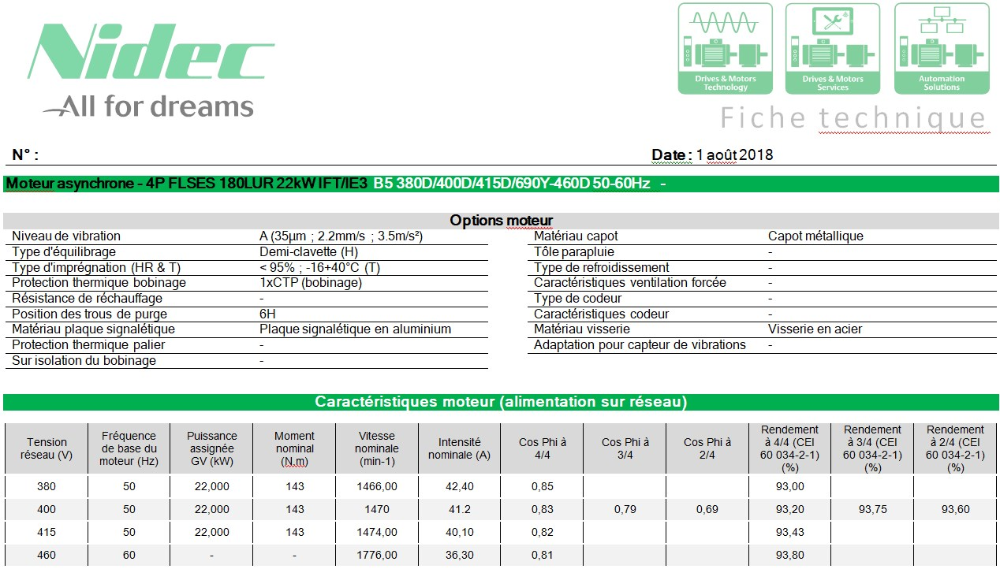 Nidec
All for dreams
Drives & Motors
Technology
Drives & Motors
Services
Automation
Solutions
Fiche technique
N° : Date : 1 août 2018
Moteur asynchrone - 4P FLSES 180LUR 22kW IFT/IE3 B5 380D/400D/415D/690Y-460D 50-60Hz -
Options moteur
Niveau de vibration A (35µm ; 2.2mm/s ; 3.5m/s²) Matériau capot Capot métallique
Type d'équilibrage Demi-clavette (H) Tôle parapluie -
Type d'imprégnation (HR & T) < 95% ; -16+40°C (T) Type de refroidissement -
Protection thermique bobinage 1xCTP (bobinage) Caractéristiques ventilation forcée -
Résistance de réchauffage - Type de codeur -
Position des trous de purge 6H Caractéristiques codeur -
Matériau plaque signalétique Plaque signalétique en aluminium Matériau visserie Visserie en acier
Protection thermique palier - Adaptation pour capteur de vibrations -
Sur isolation du bobinage -
Caractéristiques moteur (alimentation sur réseau)
Tension
réseau (V)
Fréquence
de base du
moteur (Hz)
Puissance
assignée
GV (kW)
Moment
nominal
(N.m)
Vitesse
nominale
(min-1)
Intensité
nominale (A)
Cos Phi à
4/4
Cos Phi à
3/4
Cos Phi à
2/4
Rendement
à 4/4 (CEI
60 034-2-1)
(%)
Rendement
à 3/4 (CEI
60 034-2-1)
(%)
Rendement
à 2/4 (CEI
60 034-2-1)
(%)
380 50 22,000 143 1466,00 42,40 0,85 93,00
400 50 22,000 143 1470 41.2 0,83 0,79 0,69 93,20 93,75 93,60
415 50 22,000 143 1474,00 40,10 0,82 93,43
460 60 - - 1776,00 36,30 0,81 93,80